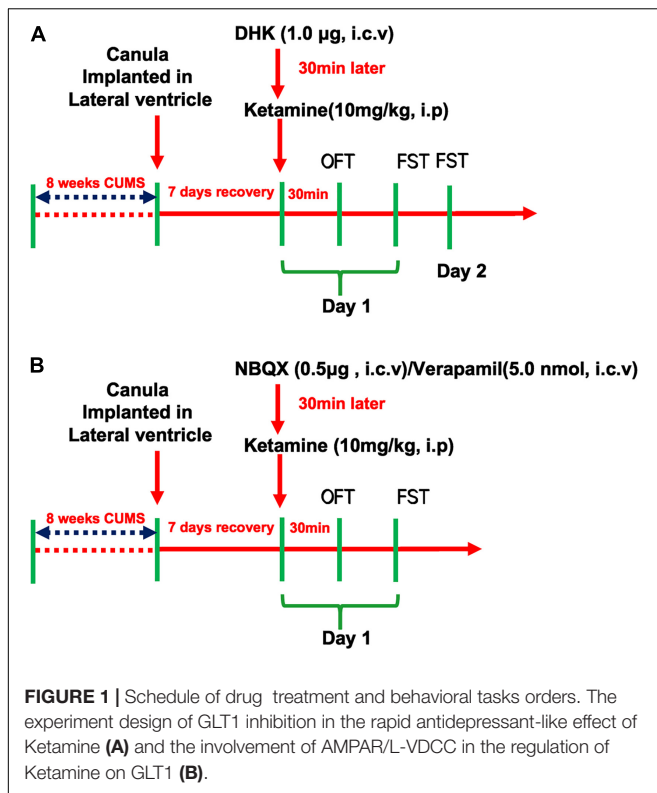 A
DHK (1.0 µg, i.c.v)
Canula
Implanted in
Lateral ventricle
30min later
Ketamine(10mg/kg, i.p)
OFT
FST
FST
8 weeks CUMS
7 days recovery
30min
Day 1
Day 2
B
NBQX (0.5µg , i.c.v)/Verapamil(5.0 nmol, i.c.v)
Canula
Implanted in
Lateral ventricle
30min later
Ketamine (10mg/kg, i.p)
OFT
FST
8 weeks CUMS
7 days recovery
30min
Day 1
FIGURE 1 | Schedule of drug treatment and behavioral tasks orders. The
experiment design of GLT1 inhibition in the rapid antidepressant-like effect of
Ketamine (A) and the involvement of AMPAR/L-VDCC in the regulation of
Ketamine on GLT1 (B).